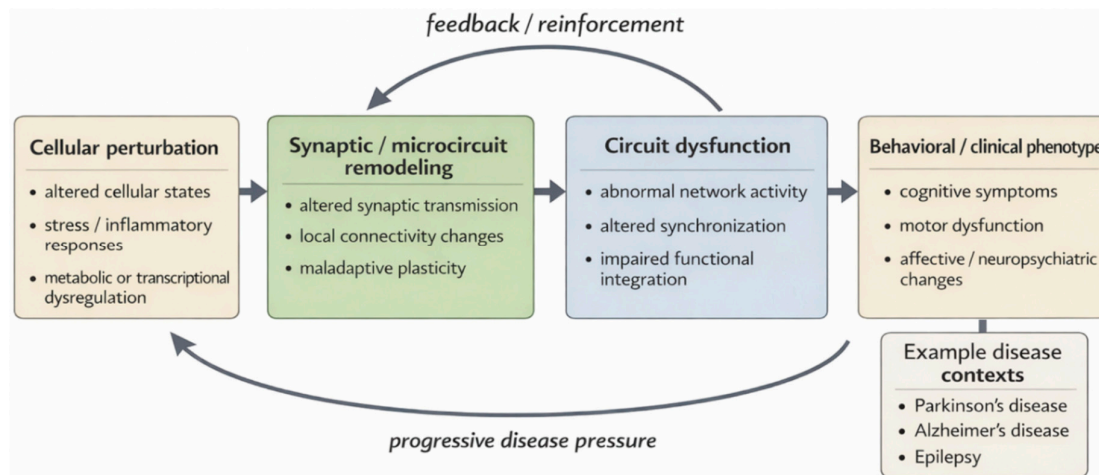 feedback / reinforcement
Cellular perturbation
• altered cellular states
• stress / inflammatory
responses
• metabolic or transcriptional
dysregulation
Synaptic / microcircuit
remodeling
• altered synaptic transmission
• local connectivity changes
• maladaptive plasticity
Circuit dysfunction
• abnormal network activity
• altered synchronization
• impaired functional
integration
Behavioral / clinical phenotype
• cognitive symptoms
• motor dysfunction
• affective / neuropsychiatric
changes
Example disease
contexts
• Parkinson's disease
• Alzheimer's disease
• Epilepsy
progressive disease pressure